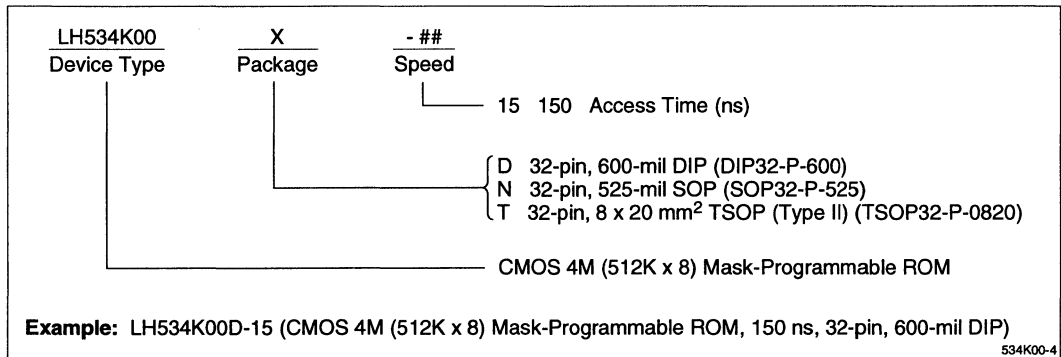 LH534K00 X - ##
Device Type Package Speed
15 150 Access Time (ns)
D 32-pin, 600-mil DIP (DIP32-P-600)
N 32-pin, 525-mil SOP (SOP32-P-525)
T 32-pin, 8 x 20 mm² TSOP (Type II) (TSOP32-P-0820)
CMOS 4M (512K x 8) Mask-Programmable ROM
Example: LH534K00D-15 (CMOS 4M (512K x 8) Mask-Programmable ROM, 150 ns, 32-pin, 600-mil DIP)
534K00-4